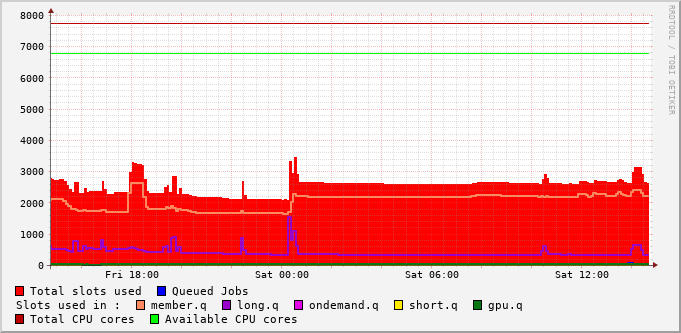 8000
7000
6000
5000
4000
3000
2000
1000
0
Fri 18:00 Sat 00:00 Sat 06:00 Sat 12:00
RRDTOOL / TOBI OETIKER
Total slots used Queued Jobs
Slots used in : member.q long.q ondemand.q short.q gpu.q
Total CPU cores Available CPU cores